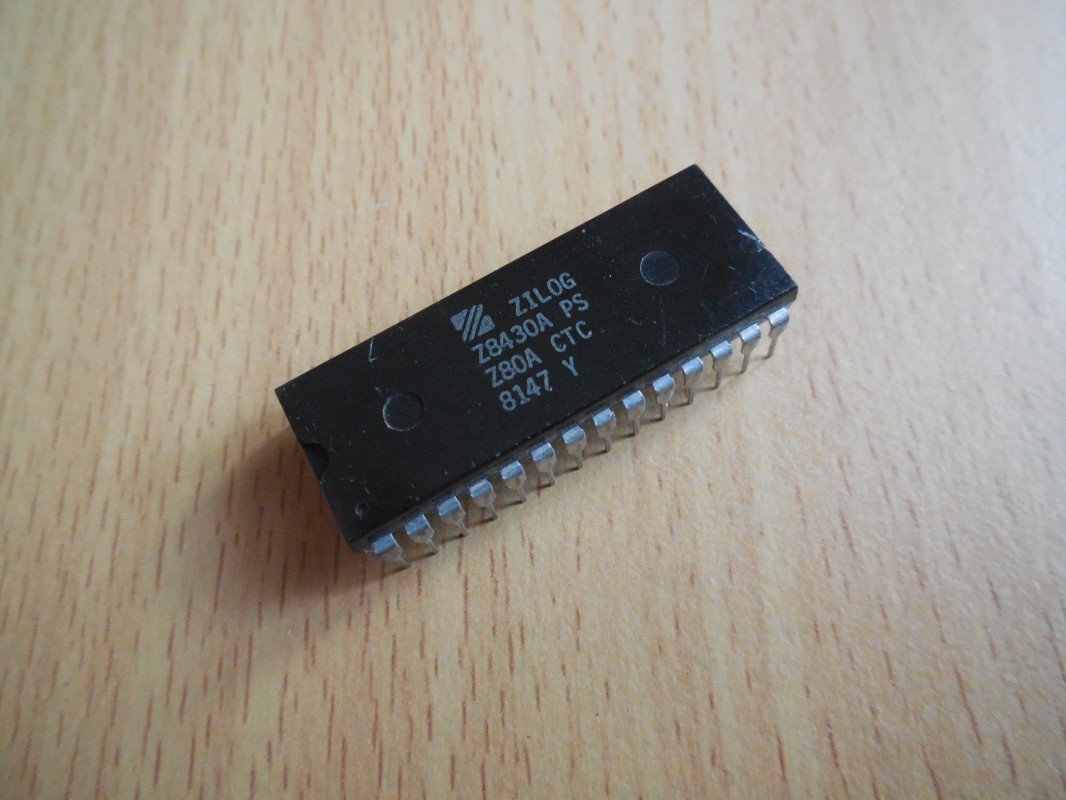 ZILOG
Z8430A PS
Z80A CTC
8147 Y